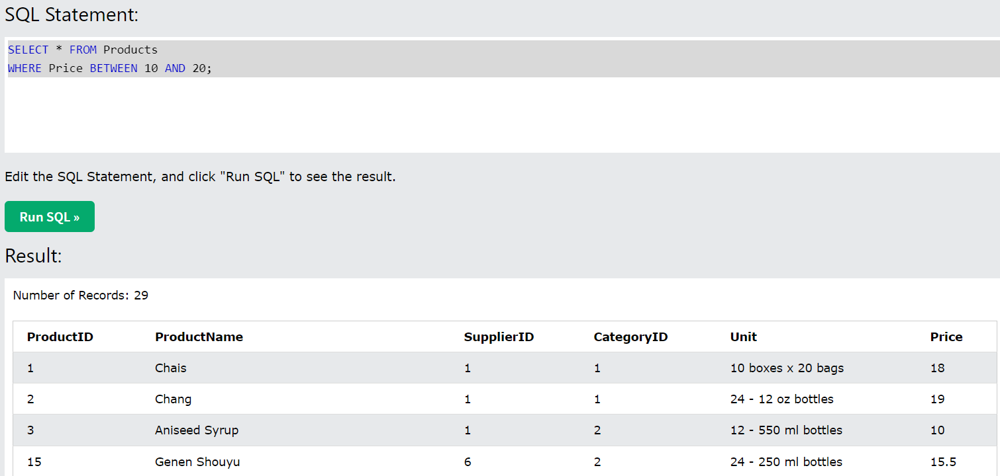 SQL Statement:
SELECT * FROM Products
WHERE Price BETWEEN 10 AND 20;
Edit the SQL Statement, and click "Run SQL" to see the result.
Run SQL »
Result:
Number of Records: 29
ProductID ProductName SupplierID CategoryID Unit Price
1 Chais 1 1 10 boxes x 20 bags 18
2 Chang 1 1 24 - 12 oz bottles 19
3 Aniseed Syrup 1 2 12 - 550 ml bottles 10
15 Genen Shouyu 6 2 24 - 250 ml bottles 15.5